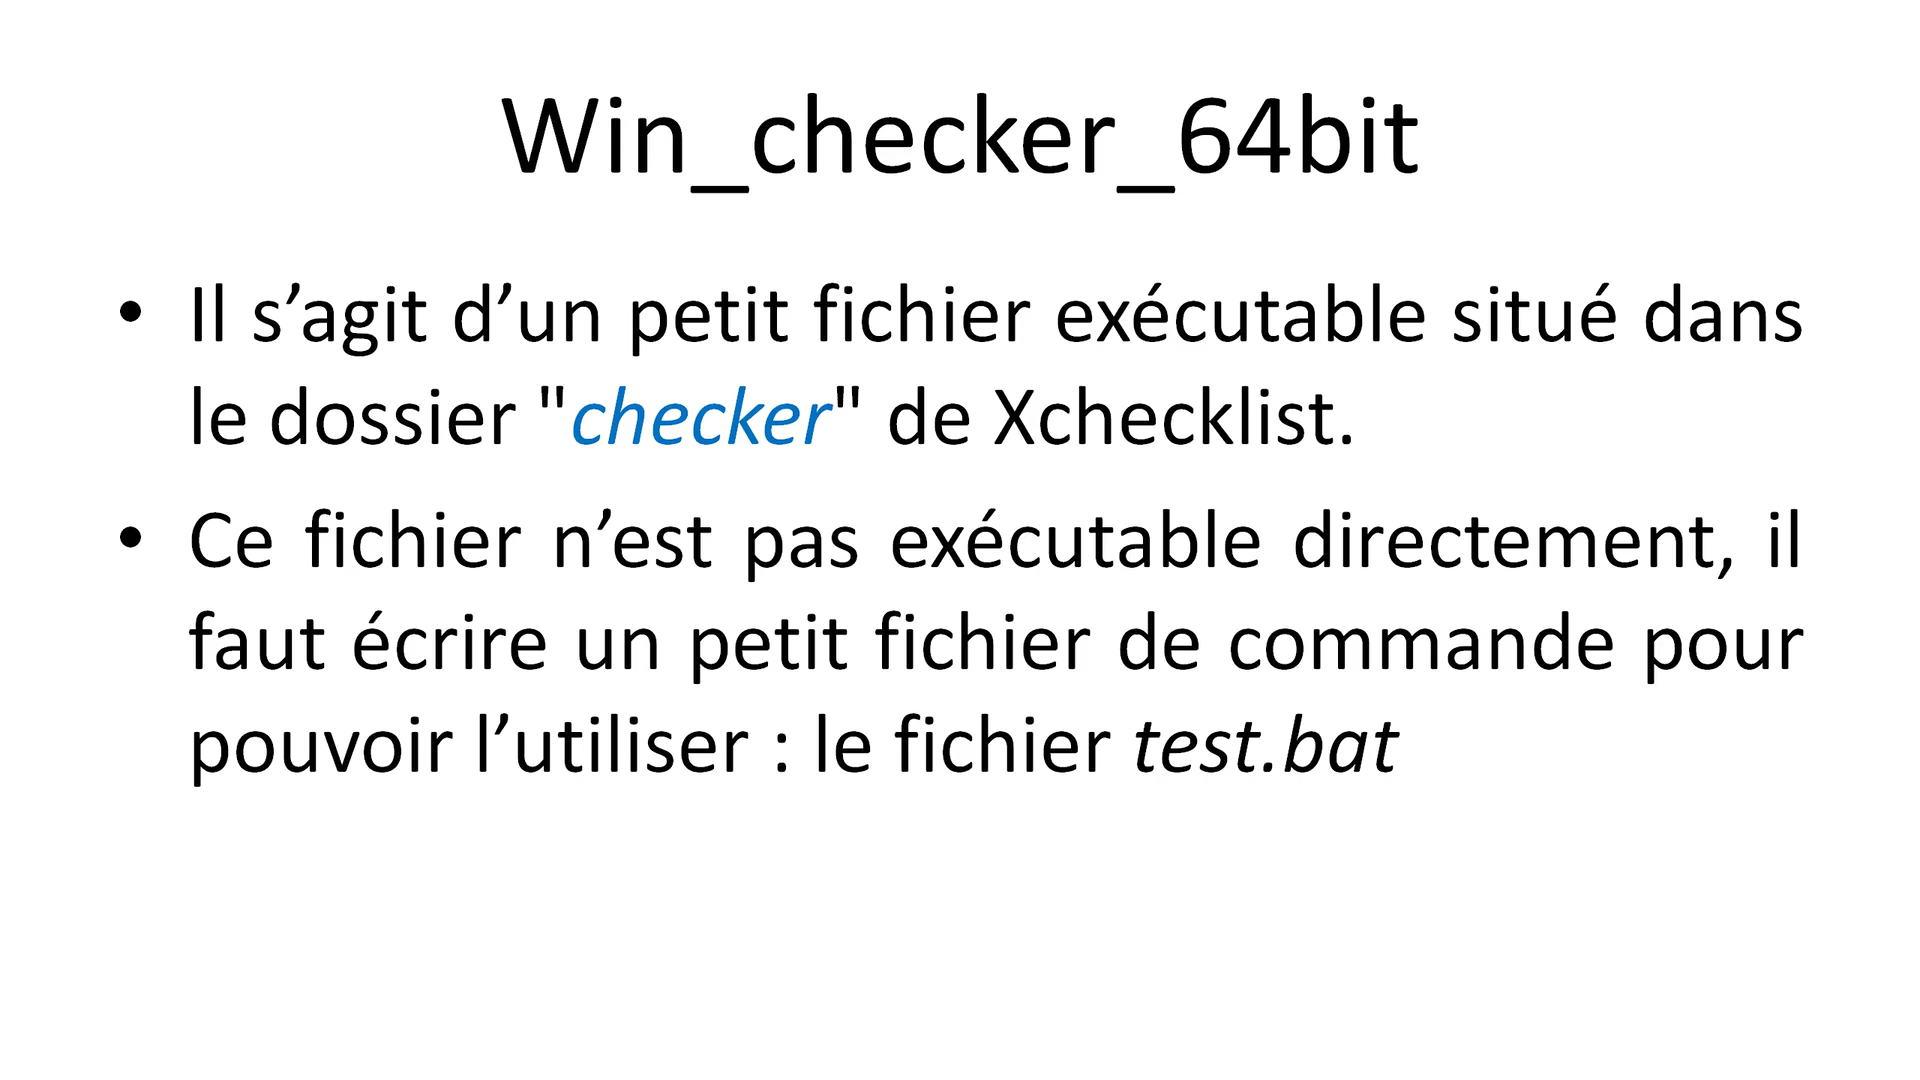 Win_checker_64bit
• Il s’agit d’un petit fichier exécutable situé dans
le dossier "checker" de Xchecklist.
• Ce fichier n’est pas exécutable directement, il
faut écrire un petit fichier de commande pour
pouvoir l’utiliser : le fichier test.bat